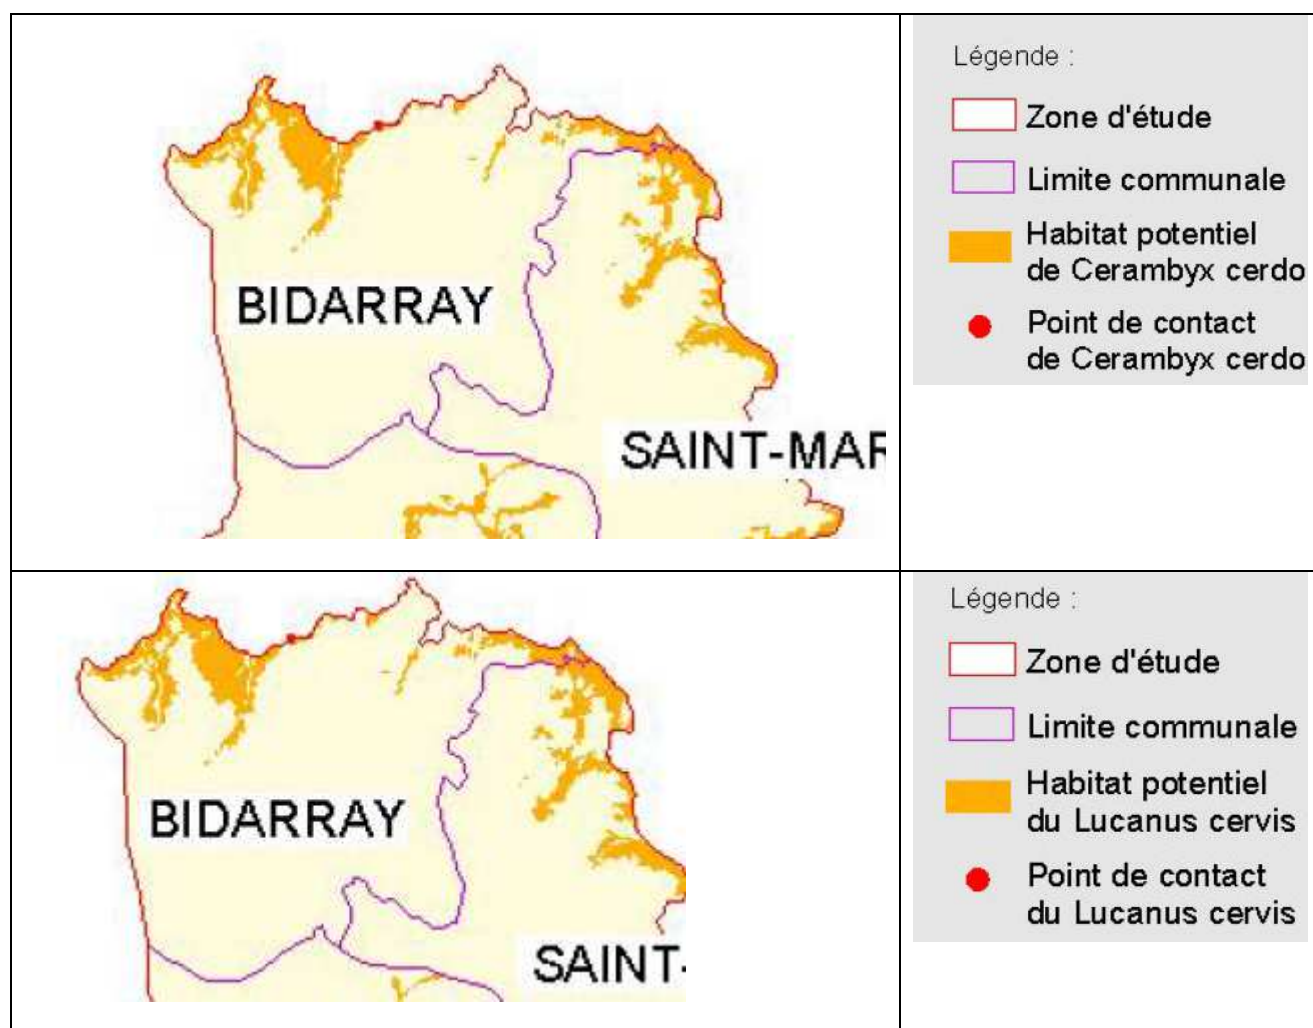 BIDARRAY
SAINT-MAR
Légende :
Zone d'étude
Limite communale
Habitat potentiel
de Cerambyx cerdo
Point de contact
de Cerambyx cerdo
BIDARRAY
SAINT-
Légende :
Zone d'étude
Limite communale
Habitat potentiel
du Lucanus cervis
Point de contact
du Lucanus cervis